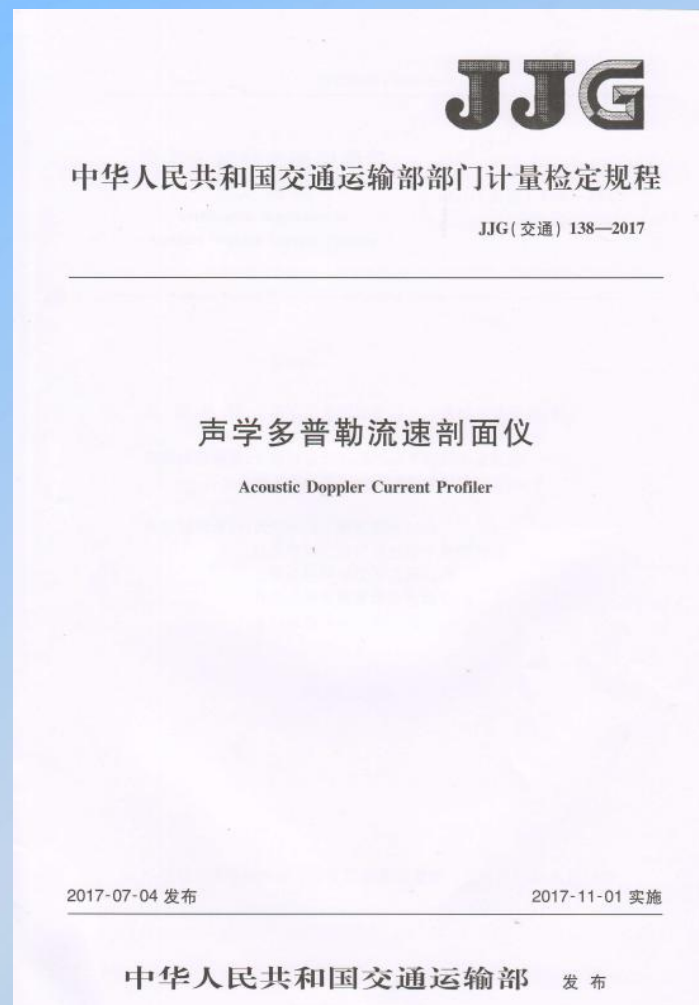 JJG
中华人民共和国交通运输部部门计量检定规程
JJG(交通) 138—2017
声学多普勒流速剖面仪
Acoustic Doppler Current Profiler
2017-07-04 发布
2017-11-01 实施
中华人民共和国交通运输部 发布